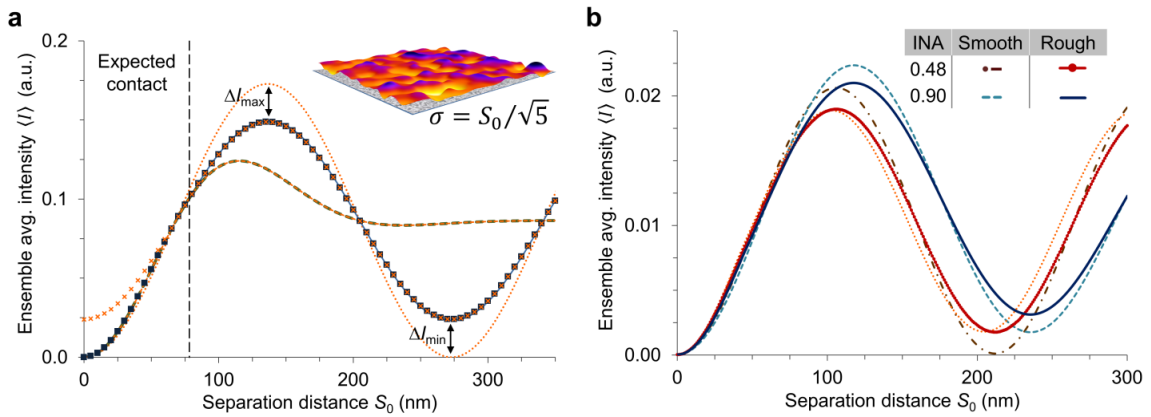 a
0.2
0.1
0.0
Ensemble avg. intensity ⟨I⟩ (a.u.)
Expected
contact
ΔImax
σ = S0/√5
ΔImin
0
100
200
300
Separation distance S0 (nm)
b
INA
Smooth
Rough
0.48
0.90
0.02
0.01
0.00
Ensemble avg. intensity ⟨I⟩ (a.u.)
0
100
200
300
Separation distance S0 (nm)